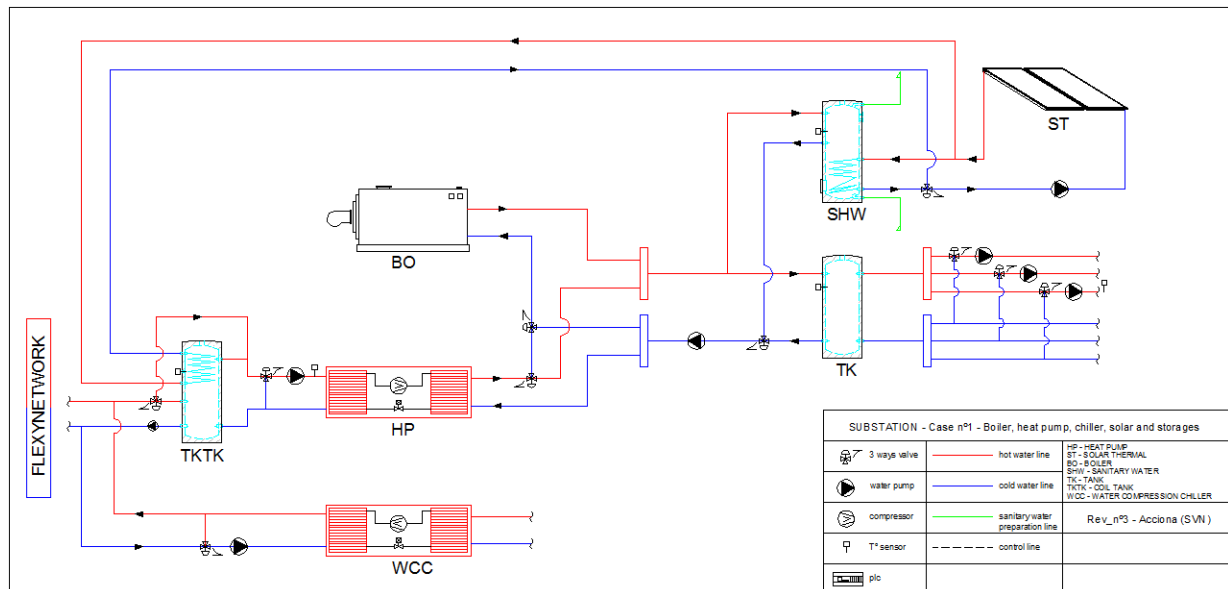 ST
SHW
BO
TK
FLEXYNETWORK
HP
TKTK
WCC
SUBSTATION - Case nº1 - Boiler, heat pump, chiller, solar and storages
3 ways valve
hot water line
HP - HEAT PUMP
ST - SOLAR THERMAL
BO - BOILER
SHW - SANITARY WATER
TK - TANK
TKTK - COIL TANK
WCC - WATER COMPRESSION CHILLER
water pump
cold water line
compressor
sanitary water
preparation line
Rev_nº3 - Acciona (SVN)
Tº sensor
control line
plc